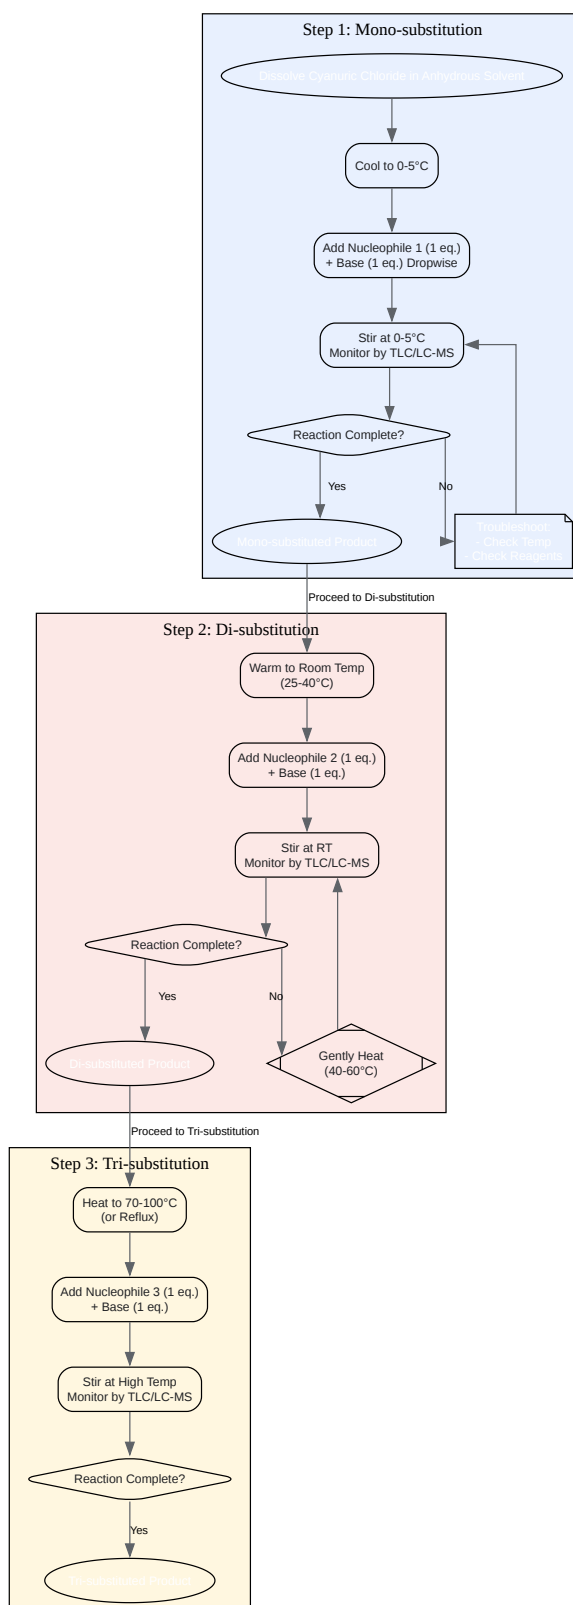 Step 1: Mono-substitution
Dissolve Cyanuric Chloride in Anhydrous Solvent
Cool to 0-5°C
Add Nucleophile 1 (1 eq.)
+ Base (1 eq.) Dropwise
Stir at 0-5°C
Monitor by TLC/LC-MS
Reaction Complete?
Yes
No
Mono-substituted Product
Troubleshoot:
- Check Temp
- Check Reagents
Proceed to Di-substitution
Step 2: Di-substitution
Warm to Room Temp
(25-40°C)
Add Nucleophile 2 (1 eq.)
+ Base (1 eq.)
Stir at RT
Monitor by TLC/LC-MS
Reaction Complete?
Yes
No
Di-substituted Product
Gently Heat
(40-60°C)
Proceed to Tri-substitution
Step 3: Tri-substitution
Heat to 70-100°C
(or Reflux)
Add Nucleophile 3 (1 eq.)
+ Base (1 eq.)
Stir at High Temp
Monitor by TLC/LC-MS
Reaction Complete?
Yes
Tri-substituted Product